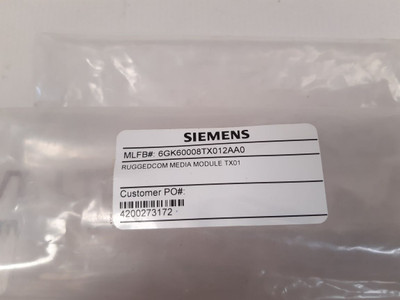 SIEMENS
MLFB#: 6GK60008TX012AA0
RUGGEDCOM MEDIA MODULE TX01
Customer PO#:
4200273172